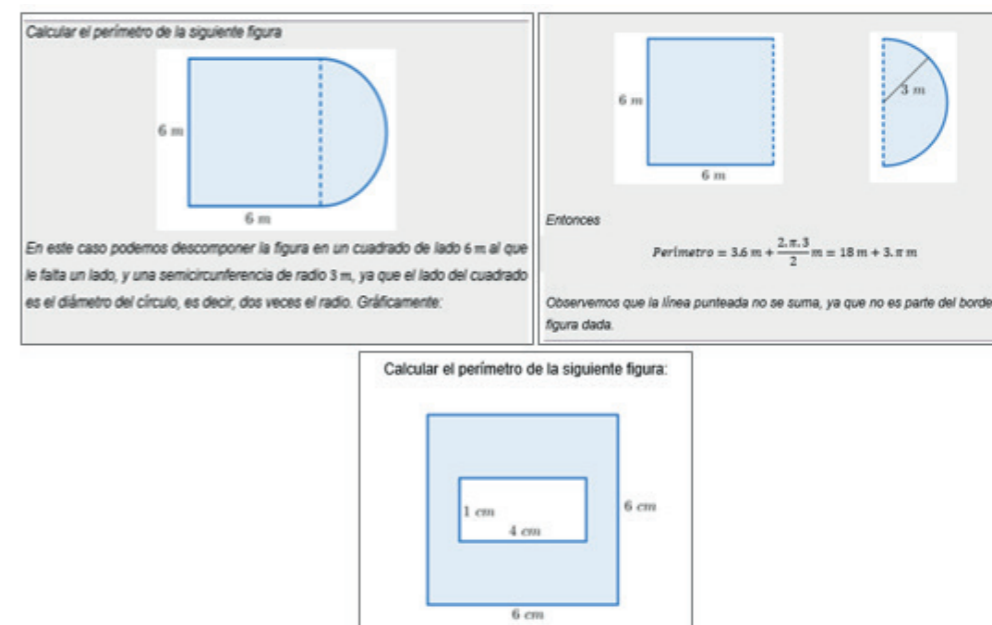 Calcular el perímetro de la siguiente figura
6 m
6 m
En este caso podemos descomponer la figura en un cuadrado de lado 6 m al que
le falta un lado, y una semicircunferencia de radio 3 m, ya que el lado del cuadrado
es el diámetro del círculo, es decir, dos veces el radio. Gráficamente:
6 m
6 m
3 m
Entonces
Perímetro = 3.6 m + \frac{2.π.3}{2} m = 18 m + 3.π m
Observemos que la línea punteada no se suma, ya que no es parte del borde
figura dada.
Calcular el perímetro de la siguiente figura:
1 cm
4 cm
6 cm
6 cm